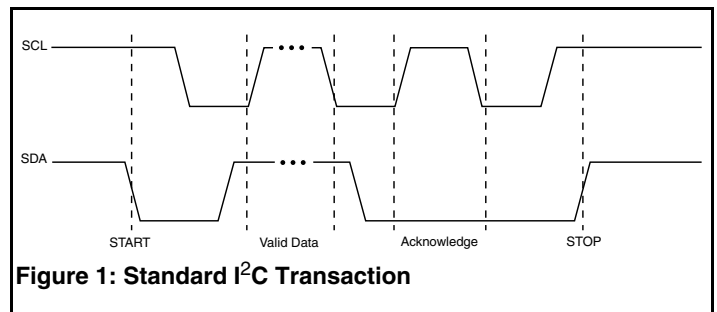 SCL
SDA
START Valid Data Acknowledge STOP
Figure 1: Standard I²C Transaction